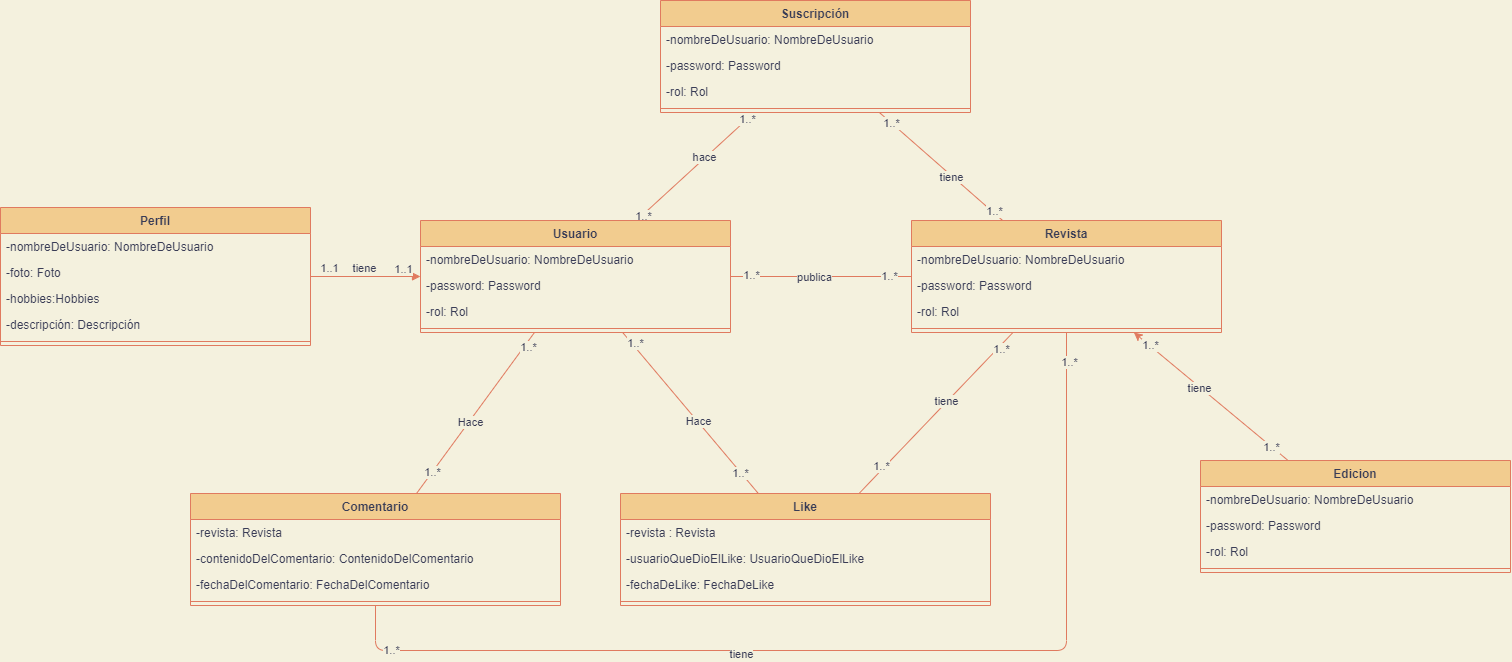 Suscripción
-nombreDeUsuario: NombreDeUsuario
-password: Password
-rol: Rol
1..*
1..*
hace
tiene
1..*
1..*
Perfil
-nombreDeUsuario: NombreDeUsuario
-foto: Foto
-hobbies:Hobbies
-descripción: Descripción
1..1
tiene
1..1
Usuario
-nombreDeUsuario: NombreDeUsuario
-password: Password
-rol: Rol
1..*
publica
1..*
Revista
-nombreDeUsuario: NombreDeUsuario
-password: Password
-rol: Rol
1..*
1..*
1..*
1..*
1..*
Hace
Hace
tiene
tiene
1..*
1..*
1..*
1..*
Edicion
-nombreDeUsuario: NombreDeUsuario
-password: Password
-rol: Rol
Comentario
-revista: Revista
-contenidoDelComentario: ContenidoDelComentario
-fechaDelComentario: FechaDelComentario
Like
-revista : Revista
-usuarioQueDioElLike: UsuarioQueDioElLike
-fechaDeLike: FechaDeLike
1..*
tiene